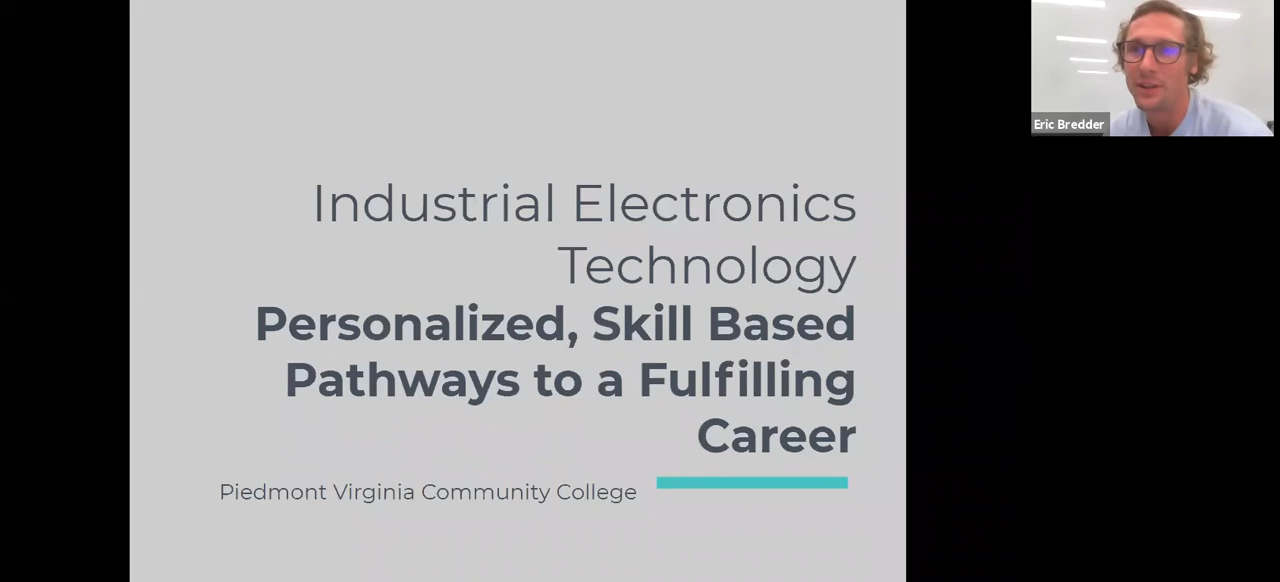 Industrial Electronics
Technology
Personalized, Skill Based
Pathways to a Fulfilling
Career
Piedmont Virginia Community College
Eric Bredder